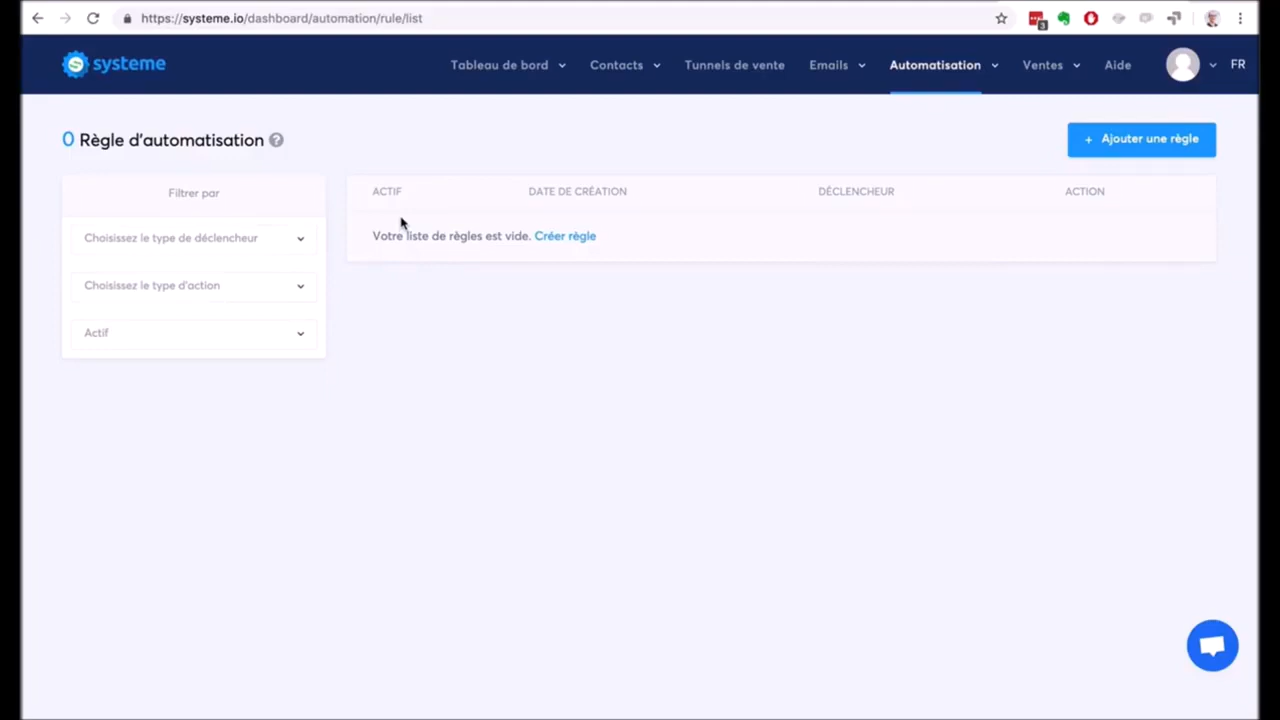 https://systeme.io/dashboard/automation/rule/list
3
systeme
Tableau de bord
Contacts
Tunnels de vente
Emails
Automatisation
Ventes
Aide
FR
0 Règle d'automatisation ?
+ Ajouter une règle
Filtrer par
Choisissez le type de déclencheur
Choisissez le type d'action
Actif
ACTIF
DATE DE CRÉATION
DÉCLENCHEUR
ACTION
Votre liste de règles est vide. Créer règle